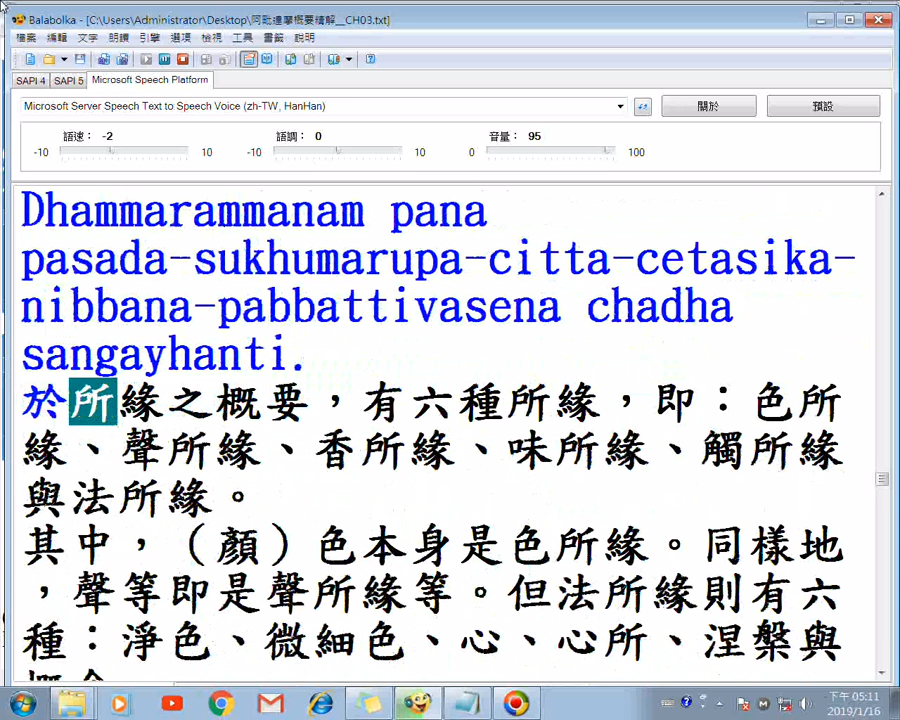 Balabolka - [C:\Users\Administrator\Desktop\阿毗達摩概要精解__CH03.txt]
檔案 編輯 文字 朗讀 引擎 選項 檢視 工具 書籤 說明
SAPI 4 SAPI 5 Microsoft Speech Platform
Microsoft Server Speech Text to Speech Voice (zh-TW, HanHan) 關於 預設
語速： -2 語調： 0 音量： 95
-10 10 -10 10 0 100
Dhammarammanam pana
pasada-sukhumarupa-citta-cetasika-
nibbana-pabbattivasena chadha
sangayhanti.
於所緣之概要，有六種所緣，即：色所
緣、聲所緣、香所緣、味所緣、觸所緣
與法所緣。
其中，（顏）色本身是色所緣。同樣地
，聲等即是聲所緣等。但法所緣則有六
種：淨色、微細色、心、心所、涅槃與
下午 05:11
2019/1/16